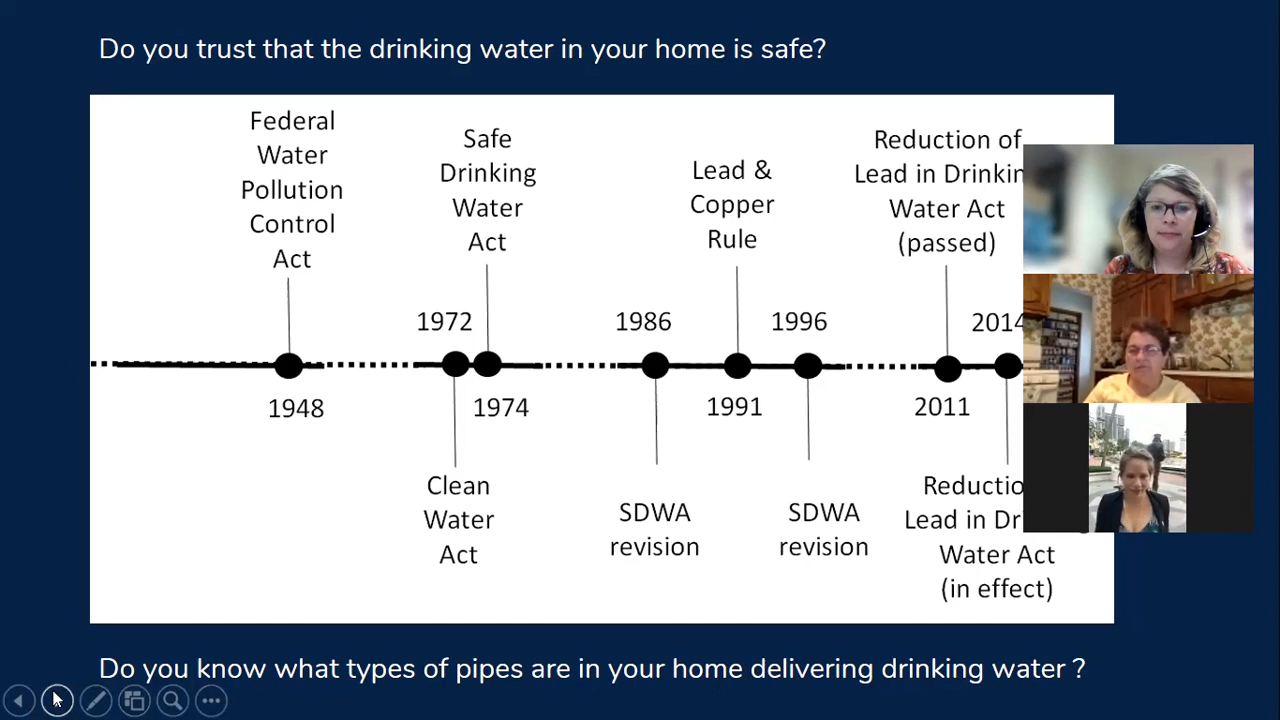 Do you trust that the drinking water in your home is safe?
Federal
Water
Pollution
Control
Act
Safe
Drinking
Water
Act
Lead &
Copper
Rule
Reduction of
Lead in Drinkin
Water Act
(passed)
1972
1986
1996
2014
1948
1974
1991
2011
Clean
Water
Act
SDWA
revision
SDWA
revision
Reductio
Lead in Dri
Water Act
(in effect)
Do you know what types of pipes are in your home delivering drinking water ?